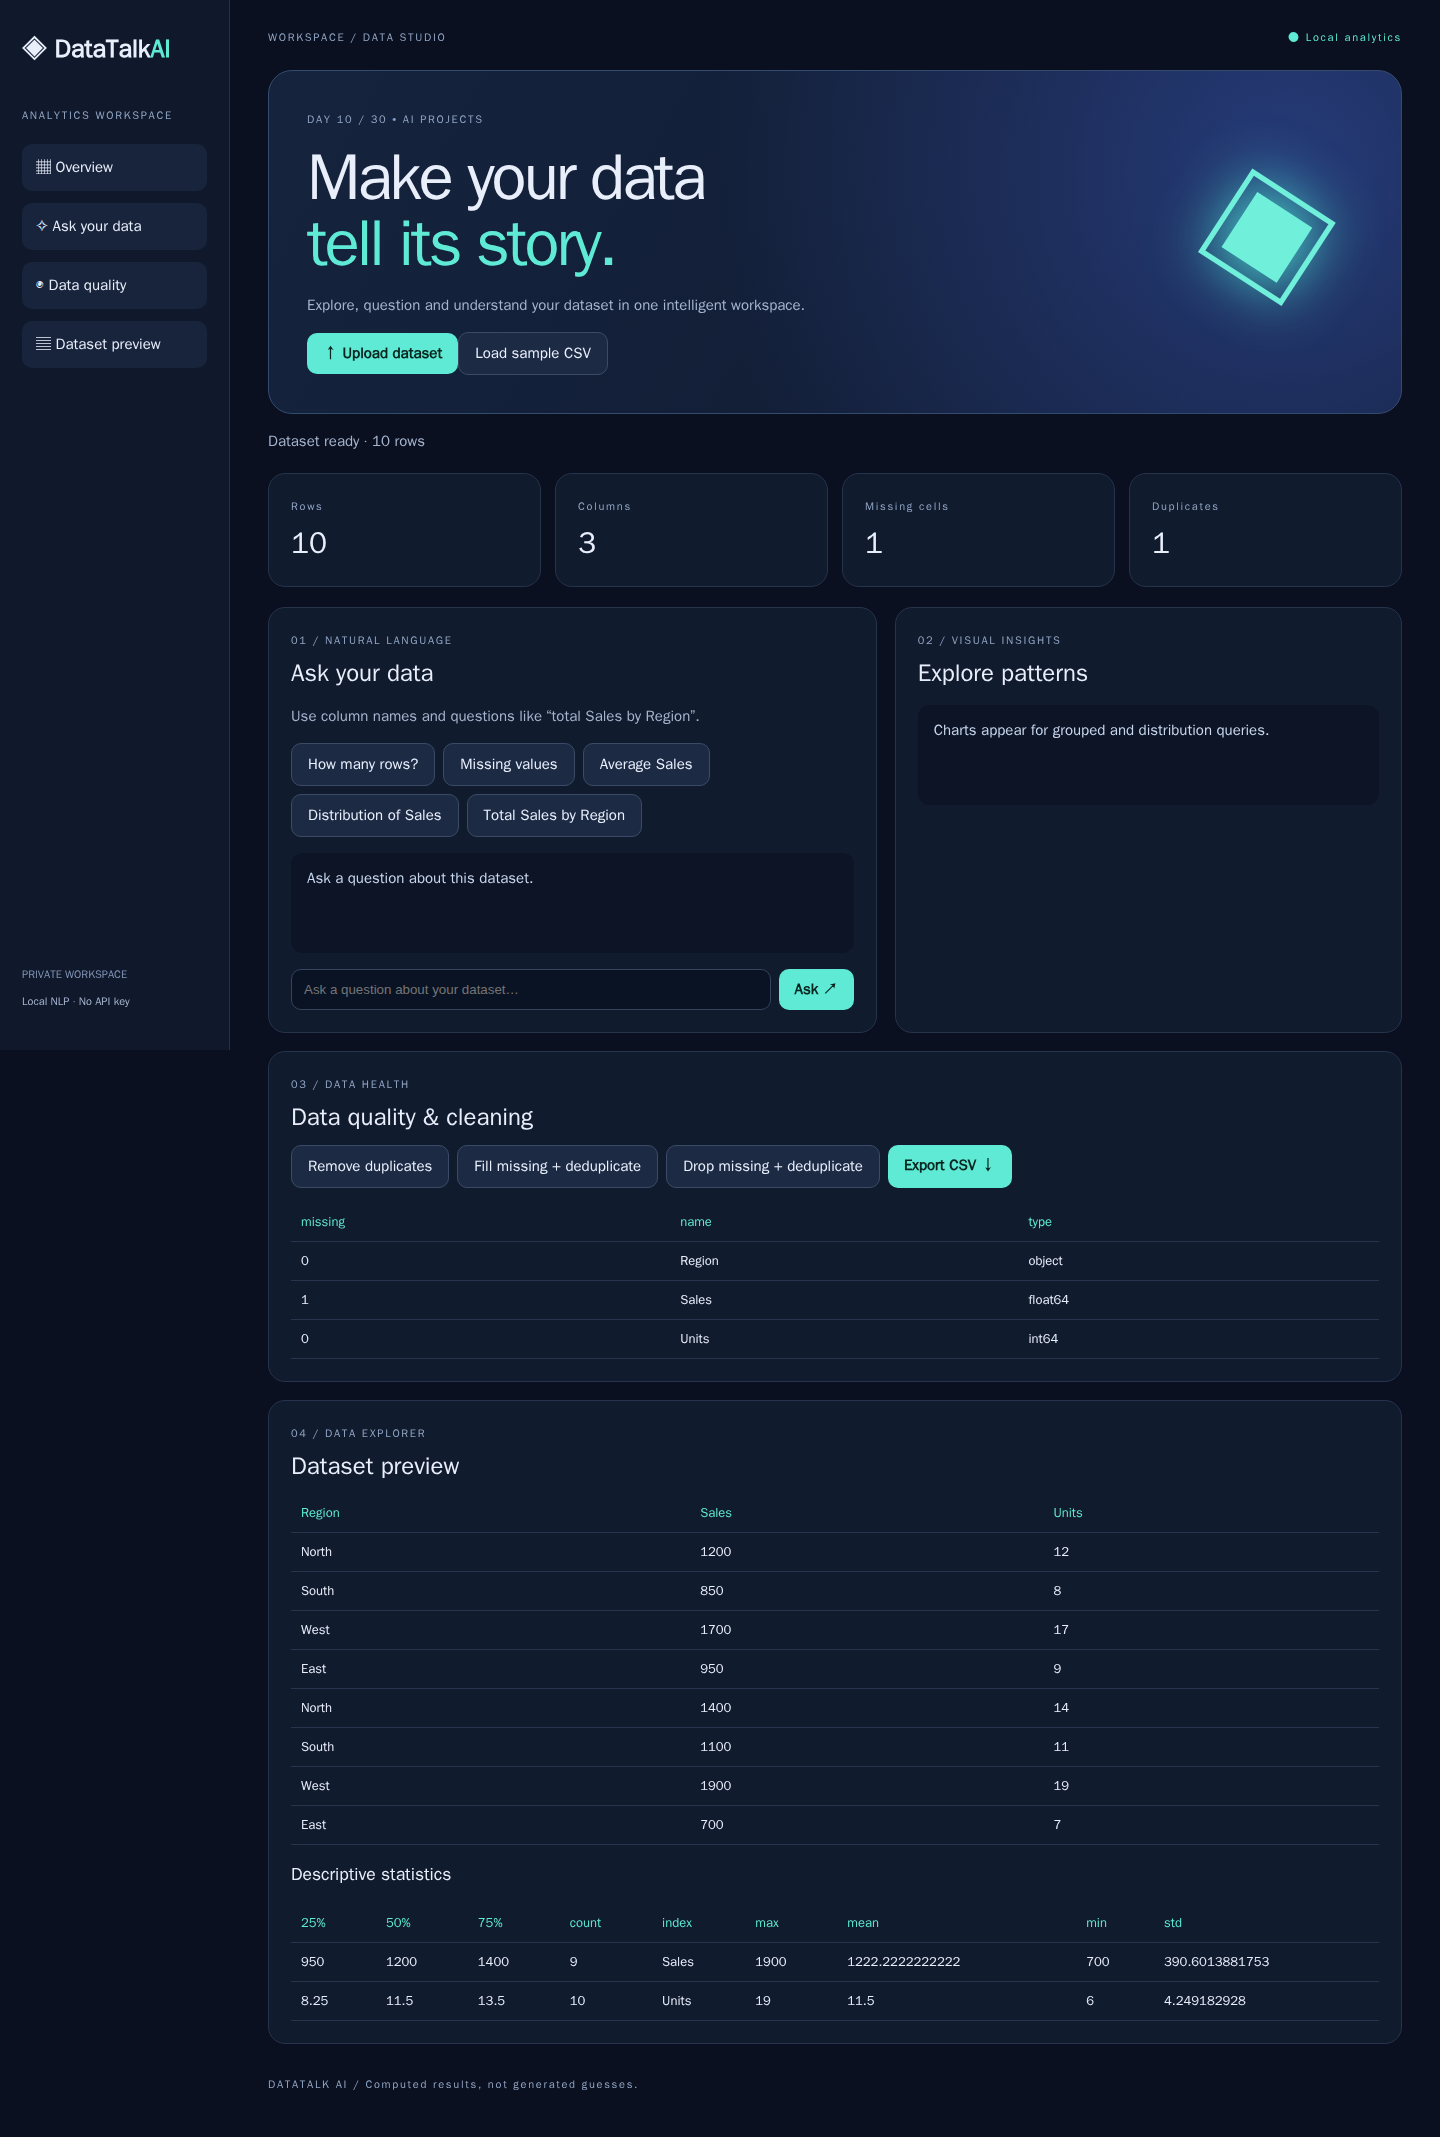 DataTalkAI
ANALYTICS WORKSPACE
Overview
Ask your data
Data quality
Dataset preview
PRIVATE WORKSPACE
Local NLP · No API key
WORKSPACE / DATA STUDIO
Local analytics
DAY 10 / 30 • AI PROJECTS
Make your data
tell its story.
Explore, question and understand your dataset in one intelligent workspace.
↑ Upload dataset
Load sample CSV
Dataset ready · 10 rows
Rows
10
Columns
3
Missing cells
1
Duplicates
1
01 / NATURAL LANGUAGE
Ask your data
Use column names and questions like “total Sales by Region”.
How many rows?
Missing values
Average Sales
Distribution of Sales
Total Sales by Region
Ask a question about this dataset.
Ask a question about your dataset…
Ask ↗
02 / VISUAL INSIGHTS
Explore patterns
Charts appear for grouped and distribution queries.
03 / DATA HEALTH
Data quality & cleaning
Remove duplicates
Fill missing + deduplicate
Drop missing + deduplicate
Export CSV ↓
missing name type
0 Region object
1 Sales float64
0 Units int64
04 / DATA EXPLORER
Dataset preview
Region Sales Units
North 1200 12
South 850 8
West 1700 17
East 950 9
North 1400 14
South 1100 11
West 1900 19
East 700 7
Descriptive statistics
25% 50% 75% count index max mean min std
950 1200 1400 9 Sales 1900 1222.2222222222 700 390.6013881753
8.25 11.5 13.5 10 Units 19 11.5 6 4.249182928
DATATALK AI / Computed results, not generated guesses.